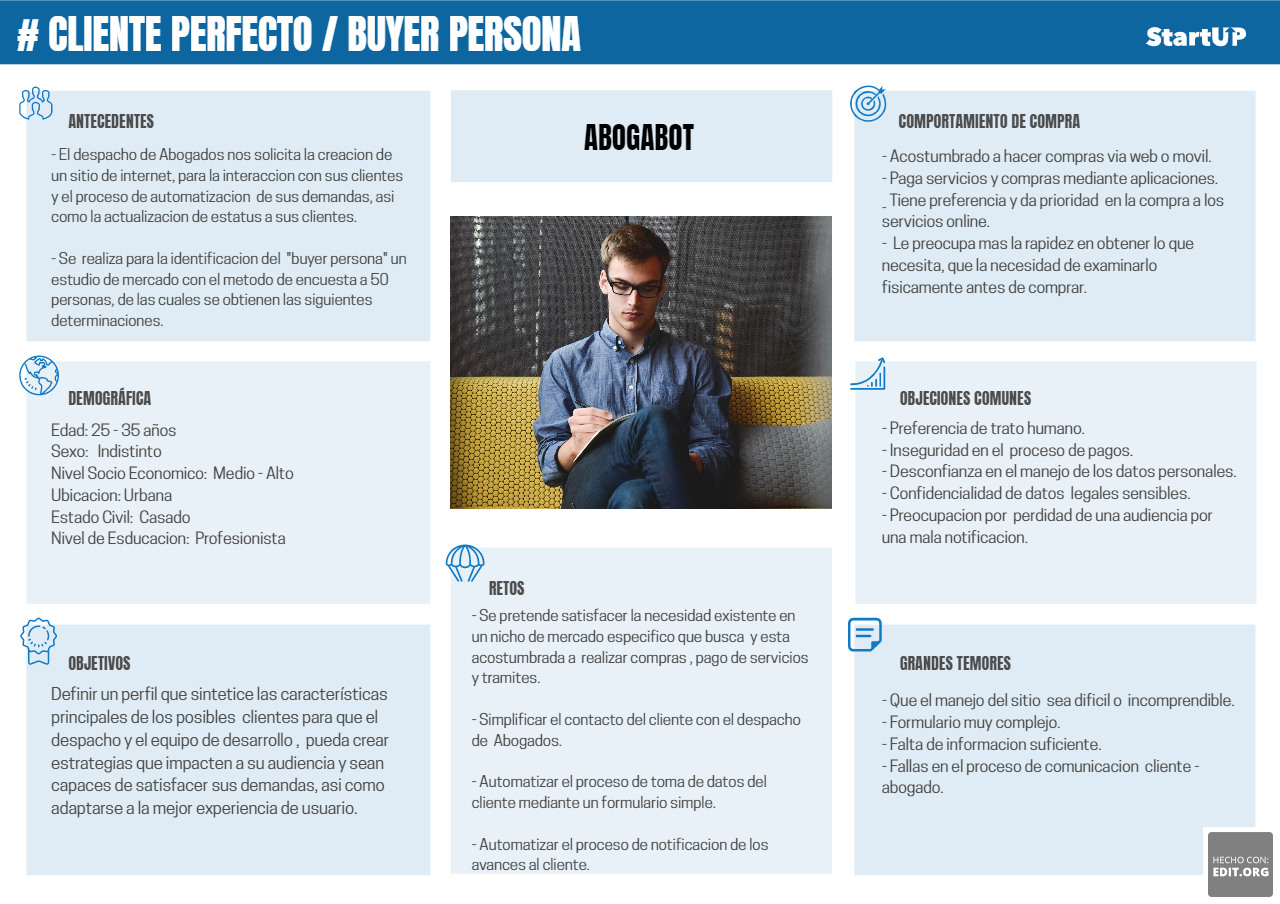 # CLIENTE PERFECTO / BUYER PERSONA
StartUP
ANTECEDENTES
- El despacho de Abogados nos solicita la creacion de
un sitio de internet, para la interaccion con sus clientes
y el proceso de automatizacion de sus demandas, asi
como la actualizacion de estatus a sus clientes.
- Se realiza para la identificacion del "buyer persona" un
estudio de mercado con el metodo de encuesta a 50
personas, de las cuales se obtienen las siguientes
determinaciones.
DEMOGRÁFICA
Edad: 25 - 35 años
Sexo: Indistinto
Nivel Socio Economico: Medio - Alto
Ubicacion: Urbana
Estado Civil: Casado
Nivel de Esducacion: Profesionista
OBJETIVOS
Definir un perfil que sintetice las características
principales de los posibles clientes para que el
despacho y el equipo de desarrollo , pueda crear
estrategias que impacten a su audiencia y sean
capaces de satisfacer sus demandas, asi como
adaptarse a la mejor experiencia de usuario.
ABOGABOT
RETOS
- Se pretende satisfacer la necesidad existente en
un nicho de mercado especifico que busca y esta
acostumbrada a realizar compras , pago de servicios
y tramites.
- Simplificar el contacto del cliente con el despacho
de Abogados.
- Automatizar el proceso de toma de datos del
cliente mediante un formulario simple.
- Automatizar el proceso de notificacion de los
avances al cliente.
COMPORTAMIENTO DE COMPRA
- Acostumbrado a hacer compras via web o movil.
- Paga servicios y compras mediante aplicaciones.
_ Tiene preferencia y da prioridad en la compra a los
servicios online.
- Le preocupa mas la rapidez en obtener lo que
necesita, que la necesidad de examinarlo
fisicamente antes de comprar.
OBJECIONES COMUNES
- Preferencia de trato humano.
- Inseguridad en el proceso de pagos.
- Desconfianza en el manejo de los datos personales.
- Confidencialidad de datos legales sensibles.
- Preocupacion por perdidad de una audiencia por
una mala notificacion.
GRANDES TEMORES
- Que el manejo del sitio sea dificil o incomprendible.
- Formulario muy complejo.
- Falta de informacion suficiente.
- Fallas en el proceso de comunicacion cliente -
abogado.
HECHO CON:
EDIT.ORG